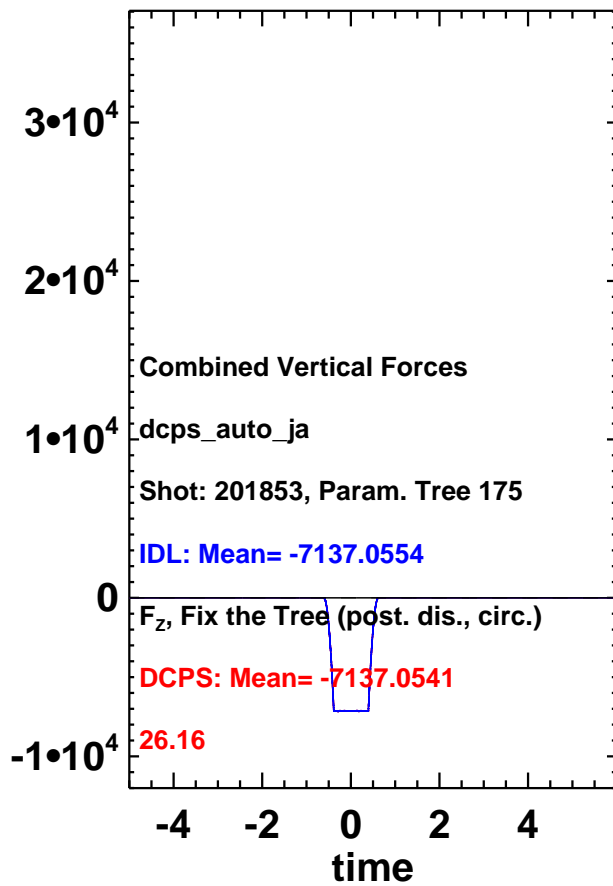 3•10⁴
2•10⁴
Combined Vertical Forces
1•10⁴
dcps_auto_ja
Shot: 201853, Param. Tree 175
IDL: Mean= -7137.0554
0
F_Z, Fix the Tree (post. dis., circ.)
DCPS: Mean= -7137.0541
26.16
-1•10⁴
-4 -2 0 2 4
time